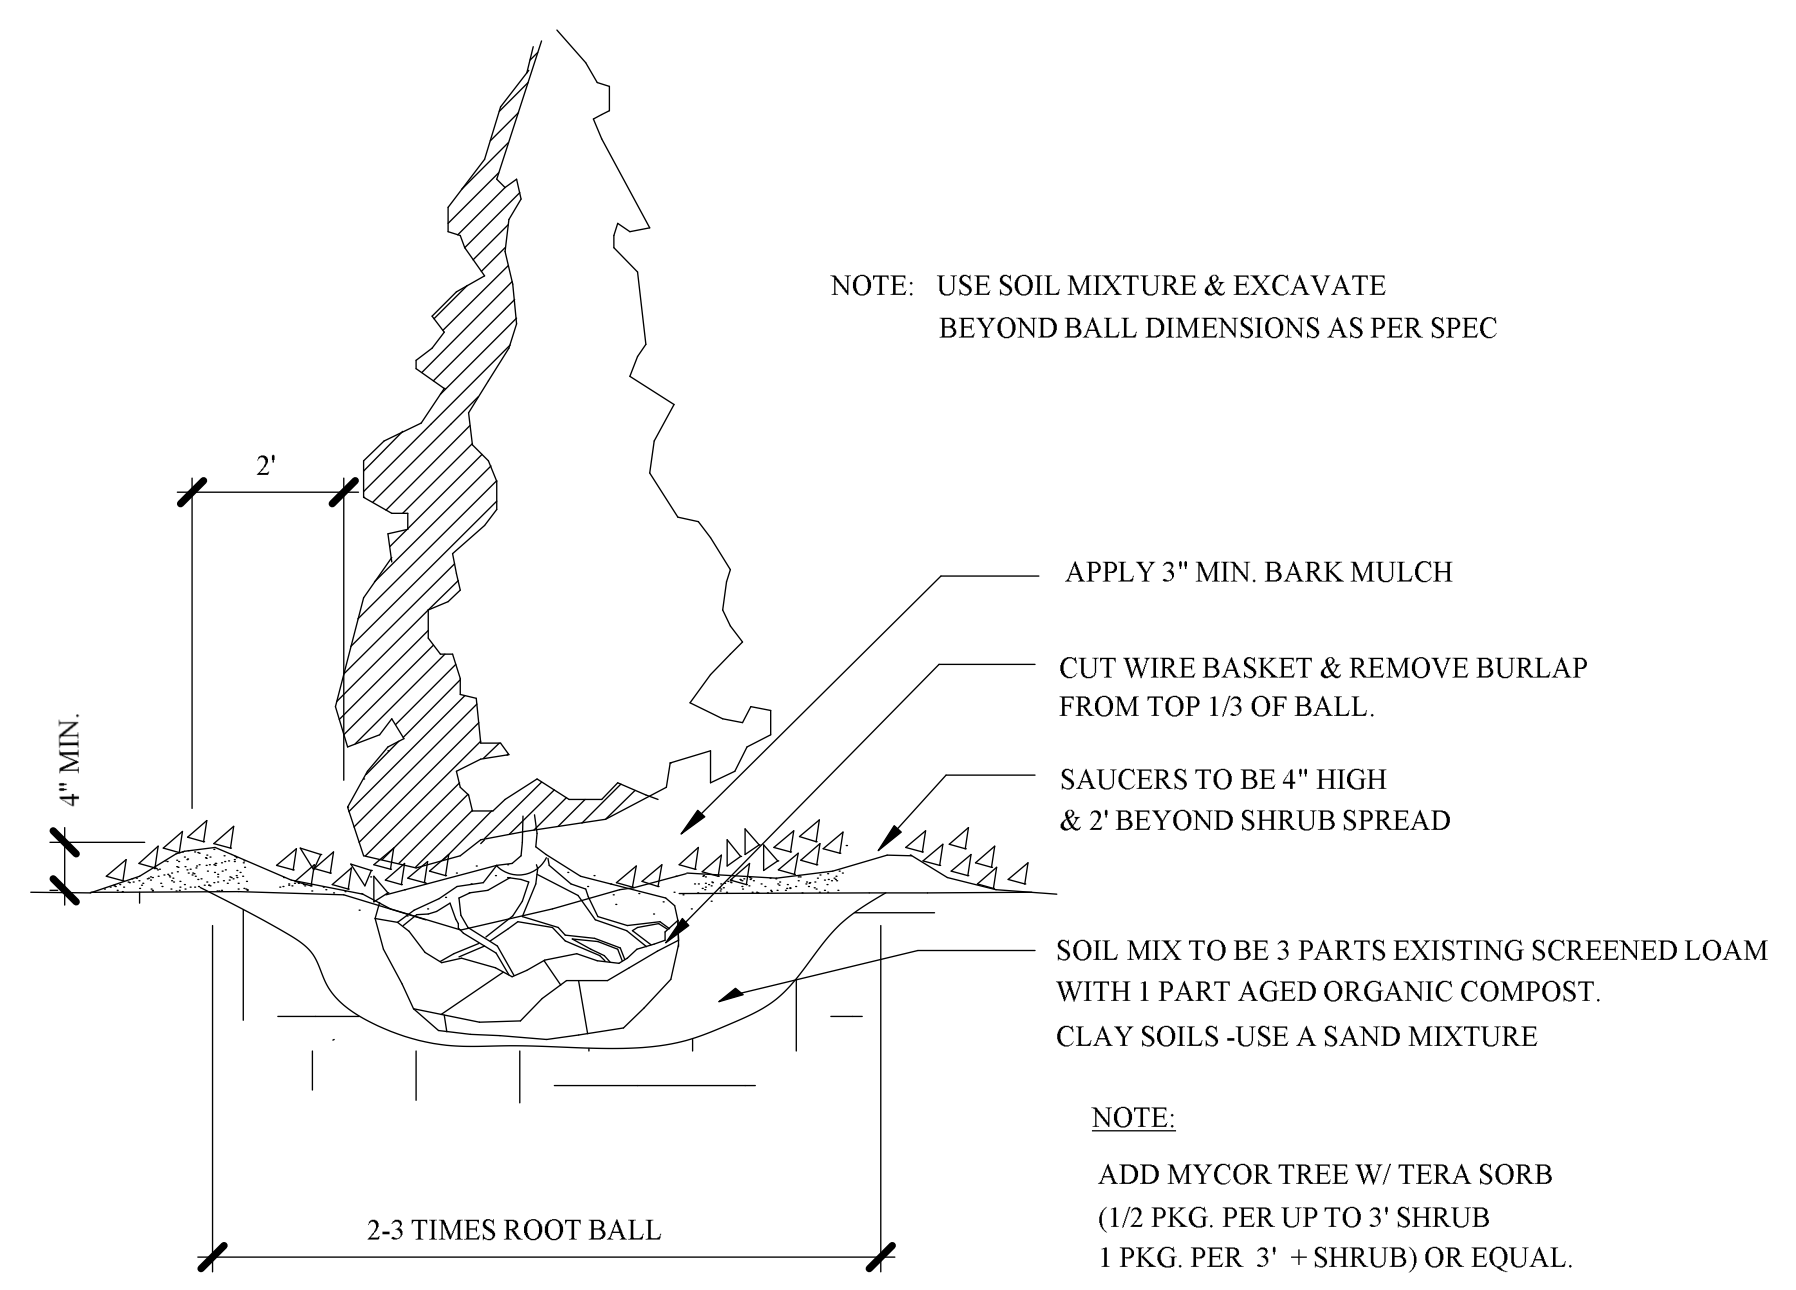 NOTE: USE SOIL MIXTURE & EXCAVATE
BEYOND BALL DIMENSIONS AS PER SPEC
2'
APPLY 3" MIN. BARK MULCH
CUT WIRE BASKET & REMOVE BURLAP
FROM TOP 1/3 OF BALL.
4" MIN.
SAUCERS TO BE 4" HIGH
& 2' BEYOND SHRUB SPREAD
SOIL MIX TO BE 3 PARTS EXISTING SCREENED LOAM
WITH 1 PART AGED ORGANIC COMPOST.
CLAY SOILS -USE A SAND MIXTURE
NOTE:
ADD MYCOR TREE W/ TERA SORB
(1/2 PKG. PER UP TO 3' SHRUB
1 PKG. PER 3' + SHRUB) OR EQUAL.
2-3 TIMES ROOT BALL